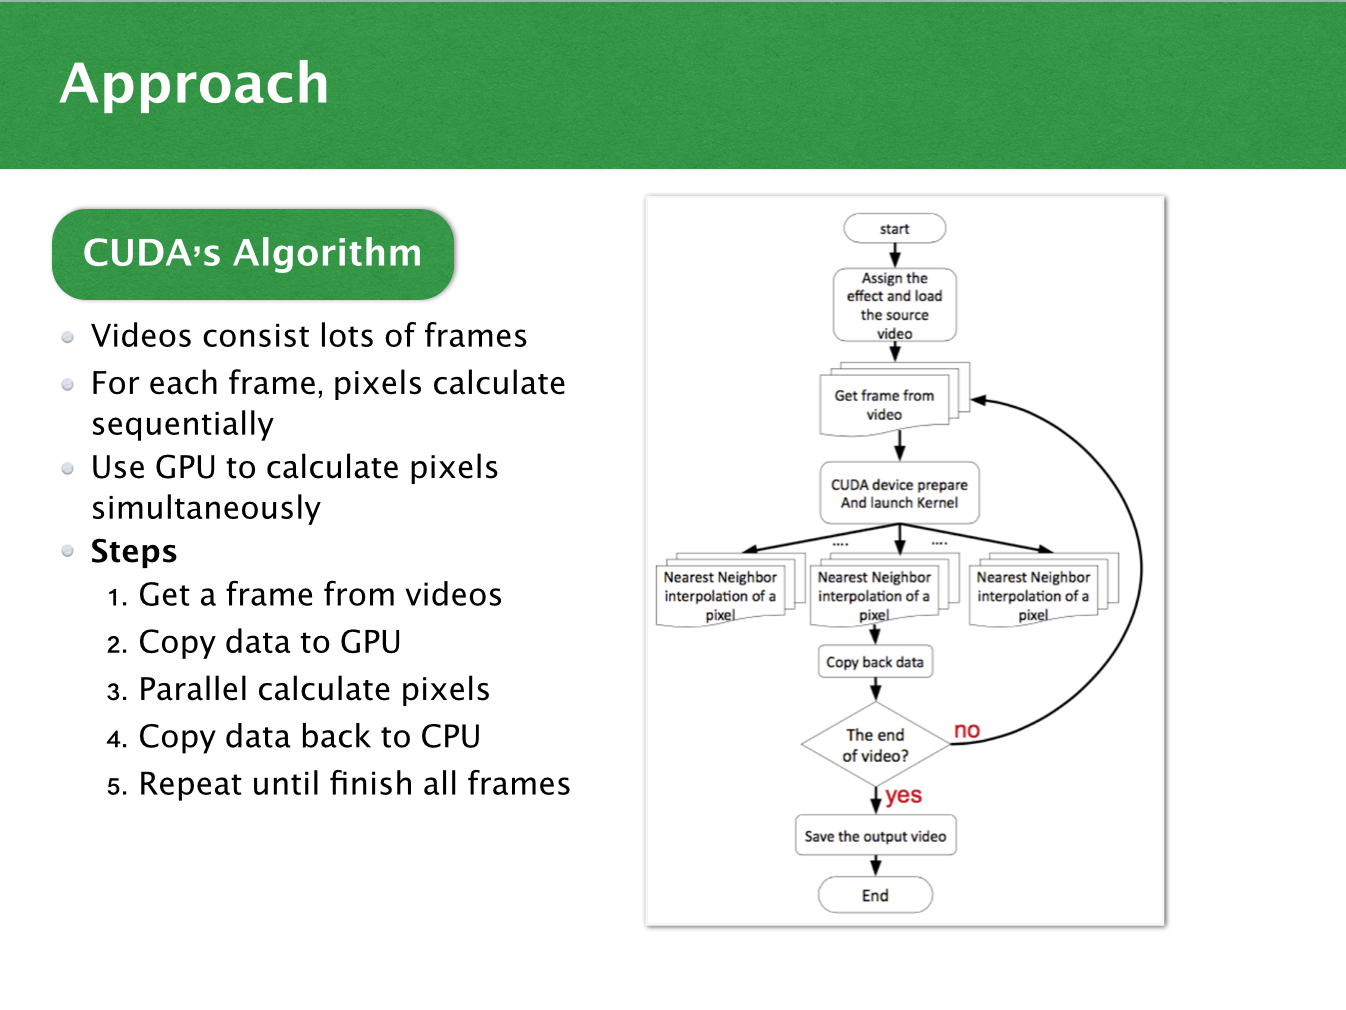 Approach
CUDA's Algorithm
Videos consist lots of frames
For each frame, pixels calculate
sequentially
Use GPU to calculate pixels
simultaneously
Steps
1. Get a frame from videos
2. Copy data to GPU
3. Parallel calculate pixels
4. Copy data back to CPU
5. Repeat until finish all frames
start
Assign the
effect and load
the source
video
Get frame from
video
CUDA device prepare
And launch Kernel
....
....
Nearest Neighbor
interpolation of a
pixel
Nearest Neighbor
interpolation of a
pixel
Nearest Neighbor
interpolation of a
pixel
Copy back data
The end
of video?
no
yes
Save the output video
End